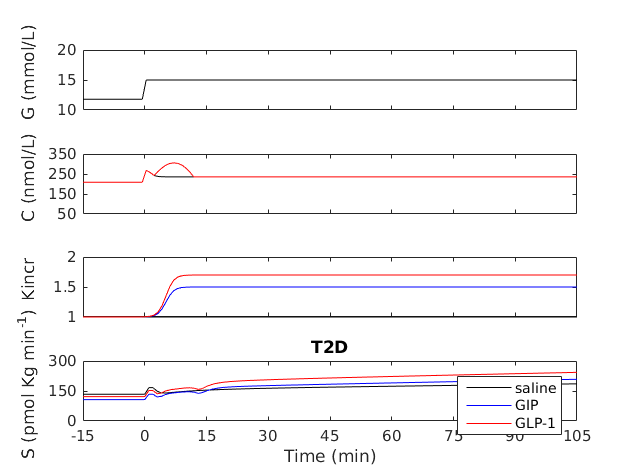 G (mmol/L)
20
15
10
C (nmol/L)
350
250
150
50
Kincr
2
1.5
1
T2D
S (pmol Kg min⁻¹)
300
150
0
saline
GIP
GLP-1
-15 0 15 30 45 60 75 90 105
Time (min)